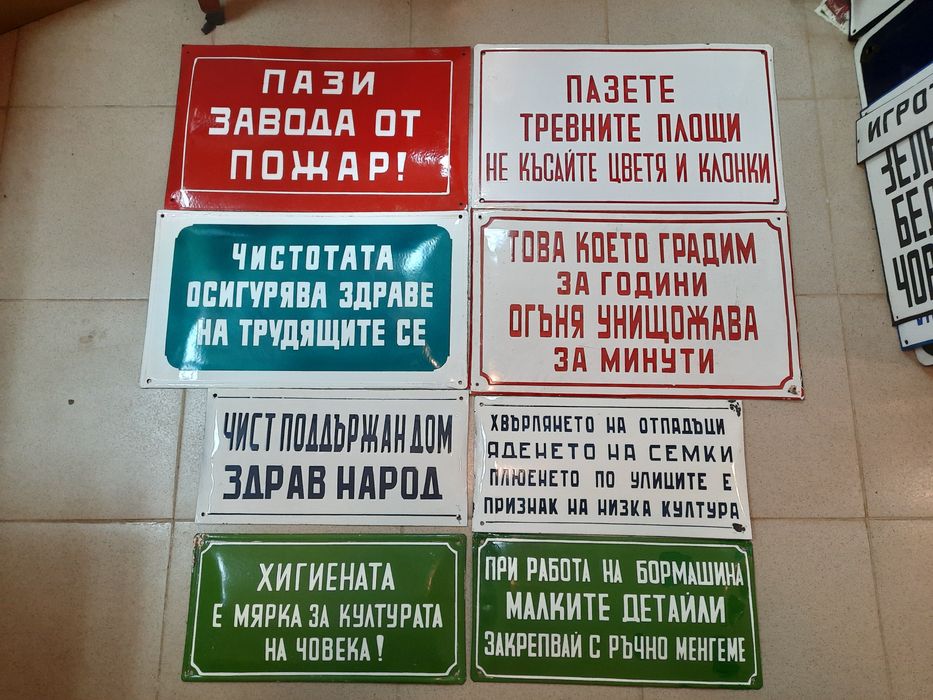 ПАЗИ
ЗАВОДА ОТ
ПОЖАР!
ПАЗЕТЕ
ТРЕВНИТЕ ПЛОЩИ
НЕ КЪСАЙТЕ ЦВЕТЯ И КЛОНКИ
ЧИСТОТАТА
ОСИГУРЯВА ЗДРАВЕ
НА ТРУДЯЩИТЕ СЕ
ТОВА КОЕТО ГРАДИМ
ЗА ГОДИНИ
ОГЪНЯ УНИЩОЖАВА
ЗА МИНУТИ
ЧИСТ ПОДДЪРЖАН ДОМ
ЗДРАВ НАРОД
ХВЪРЛЯНЕТО НА ОТПАДЪЦИ
ЯДЕНЕТО НА СЕМКИ
ПЛЮЕНЕТО ПО УЛИЦИТЕ Е
ПРИЗНАК НА НИЗКА КУЛТУРА
ХИГИЕНАТА
Е МЯРКА ЗА КУЛТУРАТА
НА ЧОВЕКА!
ПРИ РАБОТА НА БОРМАШИНА
МАЛКИТЕ ДЕТАЙЛИ
ЗАКРЕПВАЙ С РЪЧНО МЕНГЕМЕ